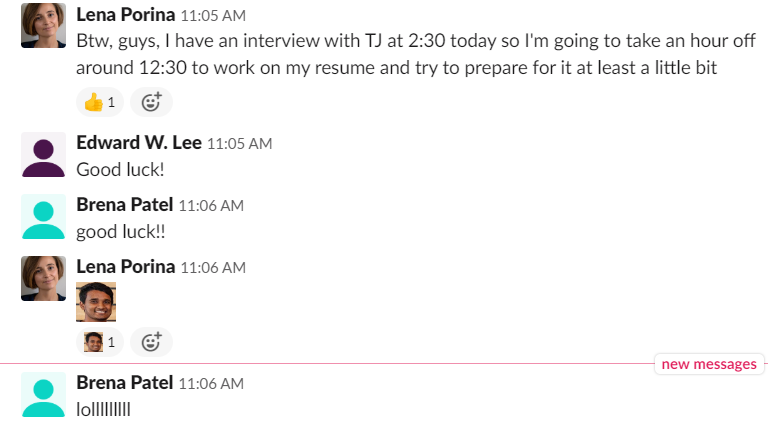 Lena Porina 11:05 AM
Btw, guys, I have an interview with TJ at 2:30 today so I'm going to take an hour off
around 12:30 to work on my resume and try to prepare for it at least a little bit
1
Edward W. Lee 11:05 AM
Good luck!
Brena Patel 11:06 AM
good luck!!
Lena Porina 11:06 AM
1
new messages
Brena Patel 11:06 AM
lolllllllll